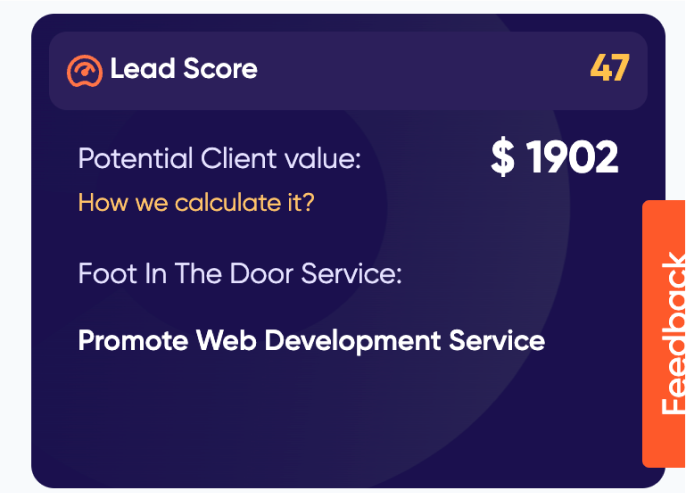 Lead Score 47
Potential Client value: $ 1902
How we calculate it?
Foot In The Door Service:
Promote Web Development Service
Feedback